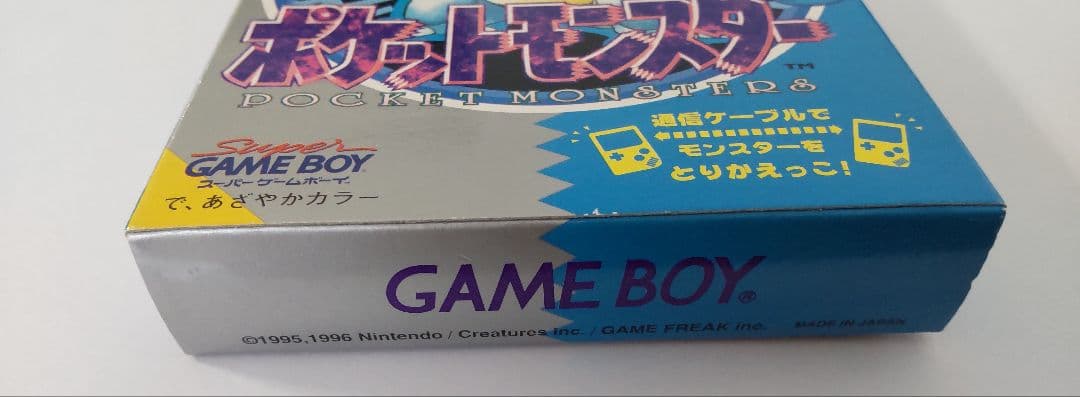 ポケットモンスター
TM
POCKET MONSTERS
通信ケーブルで
モンスターを
とりかえっこ!
Super
GAME BOY
スーパーゲームボーイ
で、あざやかカラー
GAME BOY®
©1995,1996 Nintendo / Creatures inc. / GAME FREAK inc. MADE IN JAPAN